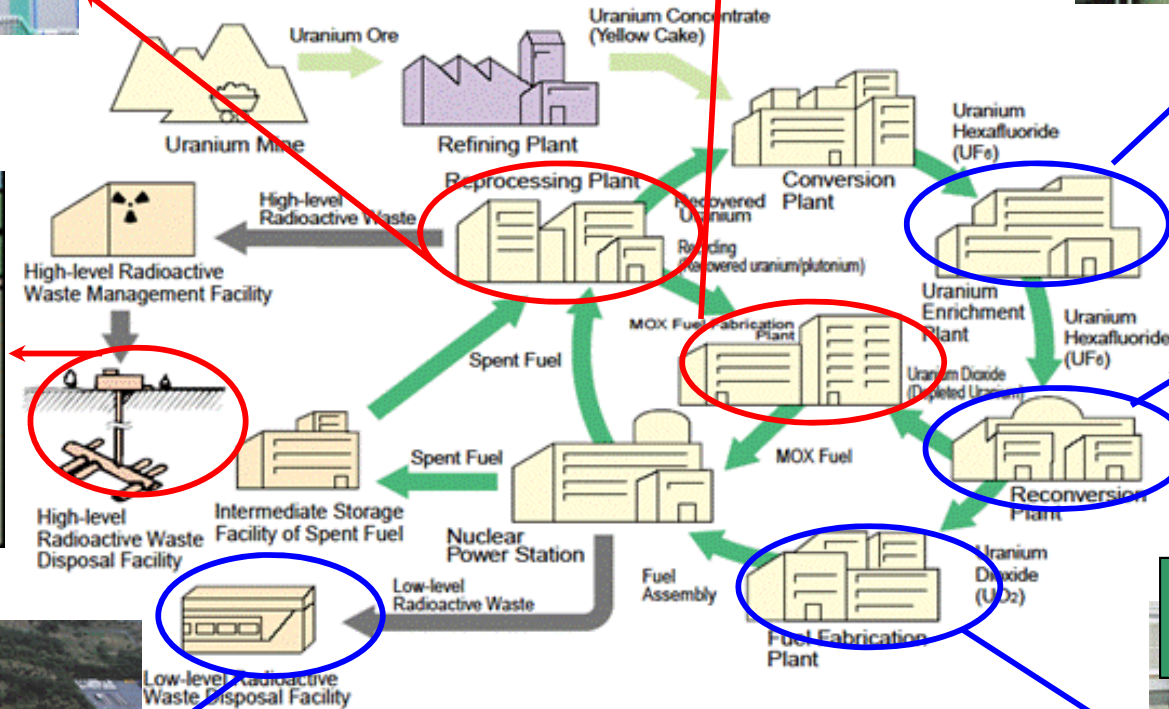 Uranium Ore
Uranium Concentrate
(Yellow Cake)
Uranium Mine
Refining Plant
Uranium
Hexafluoride
(UF6)
Conversion
Plant
Reprocessing Plant
High-level
Radioactive Waste
Recovered
Uranium
Recycling
(Recovered uranium/plutonium)
High-level Radioactive
Waste Management Facility
Uranium
Enrichment
Plant
MOX Fuel Fabrication
Plant
Uranium
Hexafluoride
(UF6)
Spent Fuel
Uranium Dioxide
(Depleted Uranium)
Spent Fuel
MOX Fuel
Reconversion
Plant
High-level
Radioactive Waste
Disposal Facility
Intermediate Storage
Facility of Spent Fuel
Nuclear
Power Station
Uranium
Dioxide
(UO2)
Low-level
Radioactive Waste
Fuel
Assembly
Fuel Fabrication
Plant
Low-level Radioactive
Waste Disposal Facility